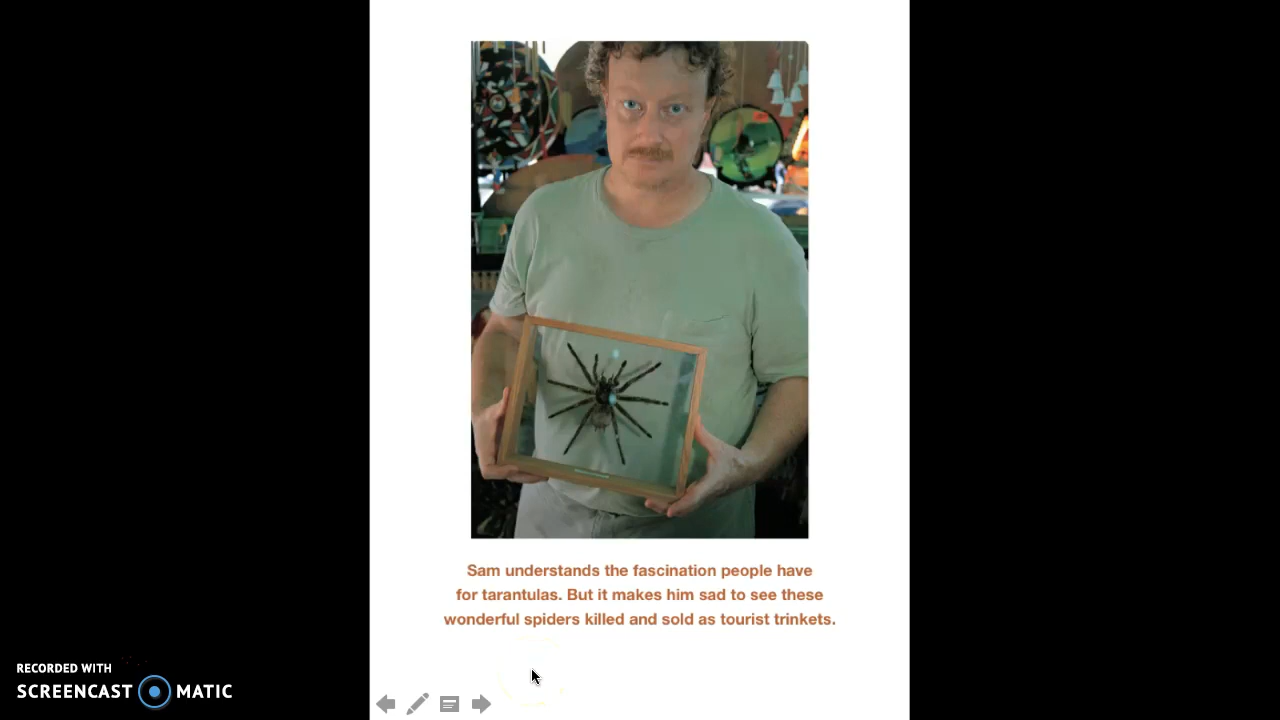 Sam understands the fascination people have
for tarantulas. But it makes him sad to see these
wonderful spiders killed and sold as tourist trinkets.
RECORDED WITH
SCREENCAST MATIC